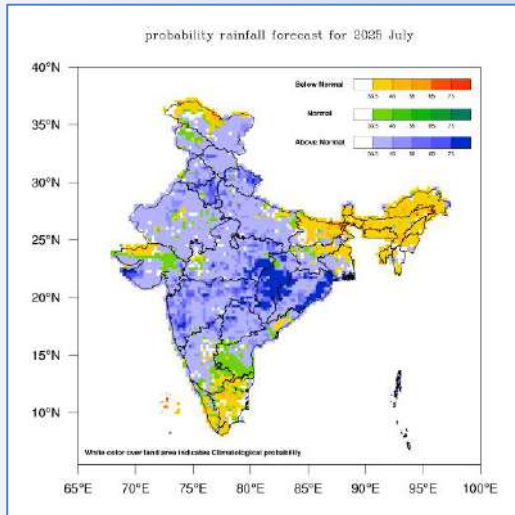 probability rainfall forecast for 2025 July
40°N
35°N
30°N
25°N
20°N
15°N
10°N
Below Normal
Normal
Above Normal
White color over land area indicates Climatological probability
65°E 70°E 75°E 80°E 85°E 90°E 95°E 100°E